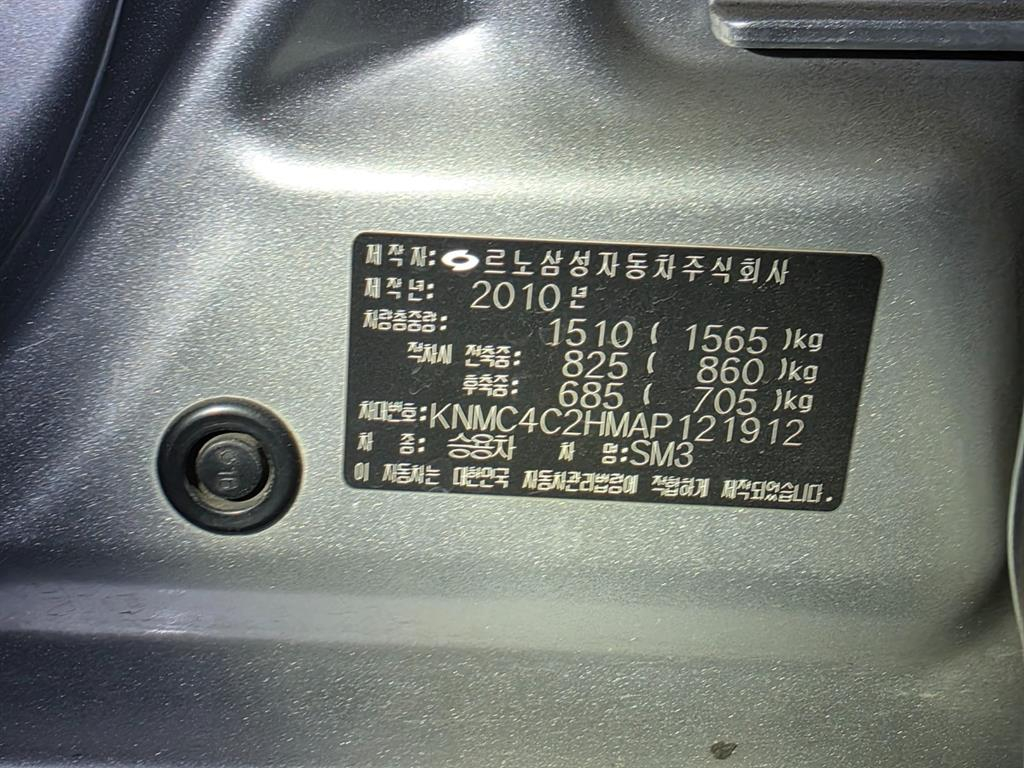 제작자: 르노삼성자동차주식회사
제작년: 2010년
차량총중량: 1510 ( 1565 )kg
적차시 전축중: 825 ( 860 )kg
후축중: 685 ( 705 )kg
차대번호:KNMC4C2HMAP121912
차 종: 승용차 차 명:SM3
이 자동차는 대한민국 자동차관리법령에 적합하게 제작되었습니다.